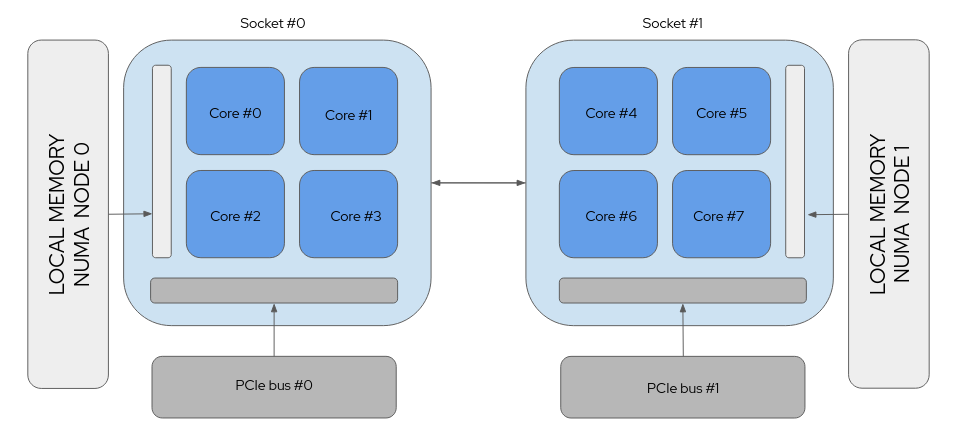 Socket #0
Socket #1
LOCAL MEMORY
NUMA NODE 0
Core #0
Core #1
Core #2
Core #3
Core #4
Core #5
Core #6
Core #7
LOCAL MEMORY
NUMA NODE 1
PCIe bus #0
PCIe bus #1